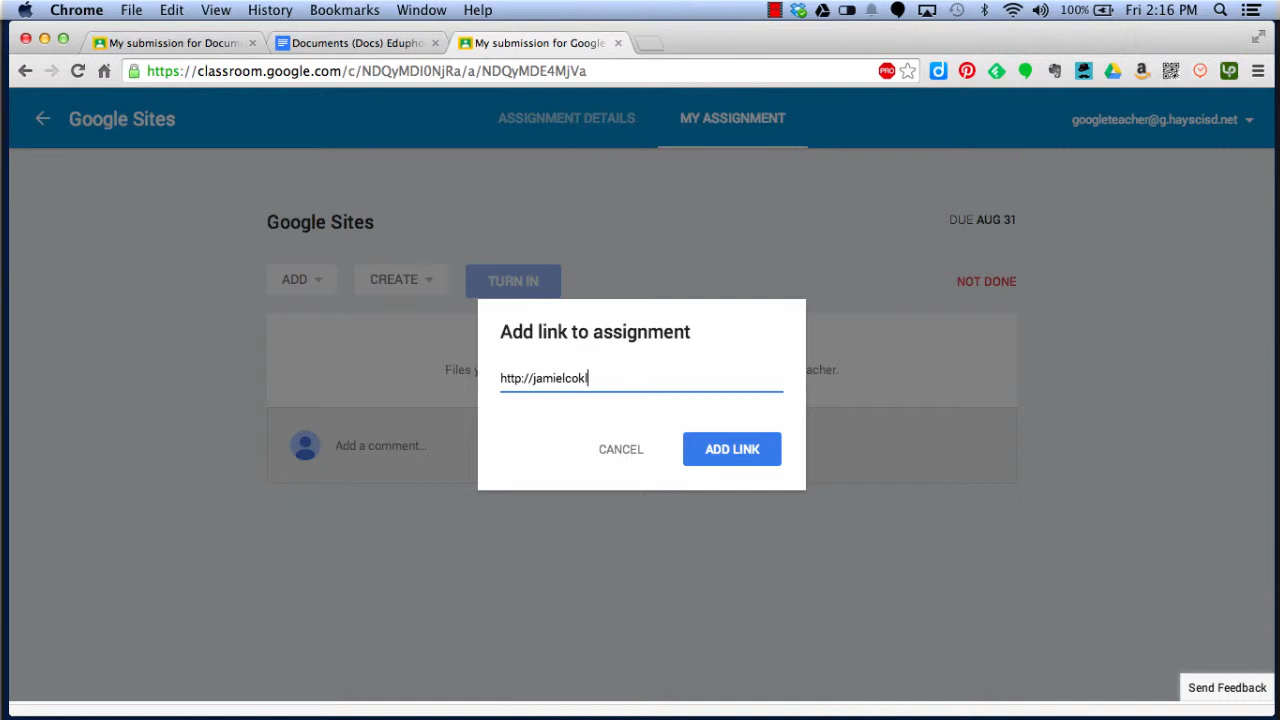 Chrome File Edit View History Bookmarks Window Help 100% Fri 2:16 PM
My submission for Docum Documents (Docs) Edupho My submission for Google
https://classroom.google.com/c/NDQyMDI0NjRa/a/NDQyMDE4MjVa PRO
Google Sites ASSIGNMENT DETAILS MY ASSIGNMENT googleteacher@g.hayscisd.net
Google Sites DUE AUG 31
ADD CREATE TURN IN NOT DONE
Add link to assignment
Files y acher.
http://jamielcokl
Add a comment...
CANCEL ADD LINK
Send Feedback